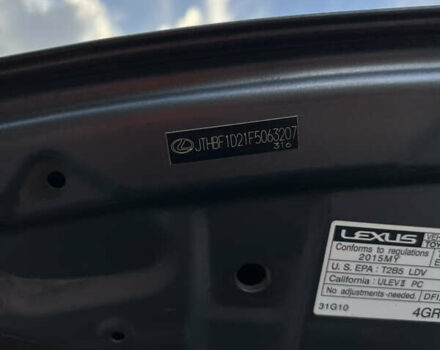 JTHBF1D21F5063207
316
LEXUS
Conforms to regulations
2015MY
U. S. EPA : T2B5 LDV
California : ULEVⅡ PC
No adjustments needed.
31G10
4GR